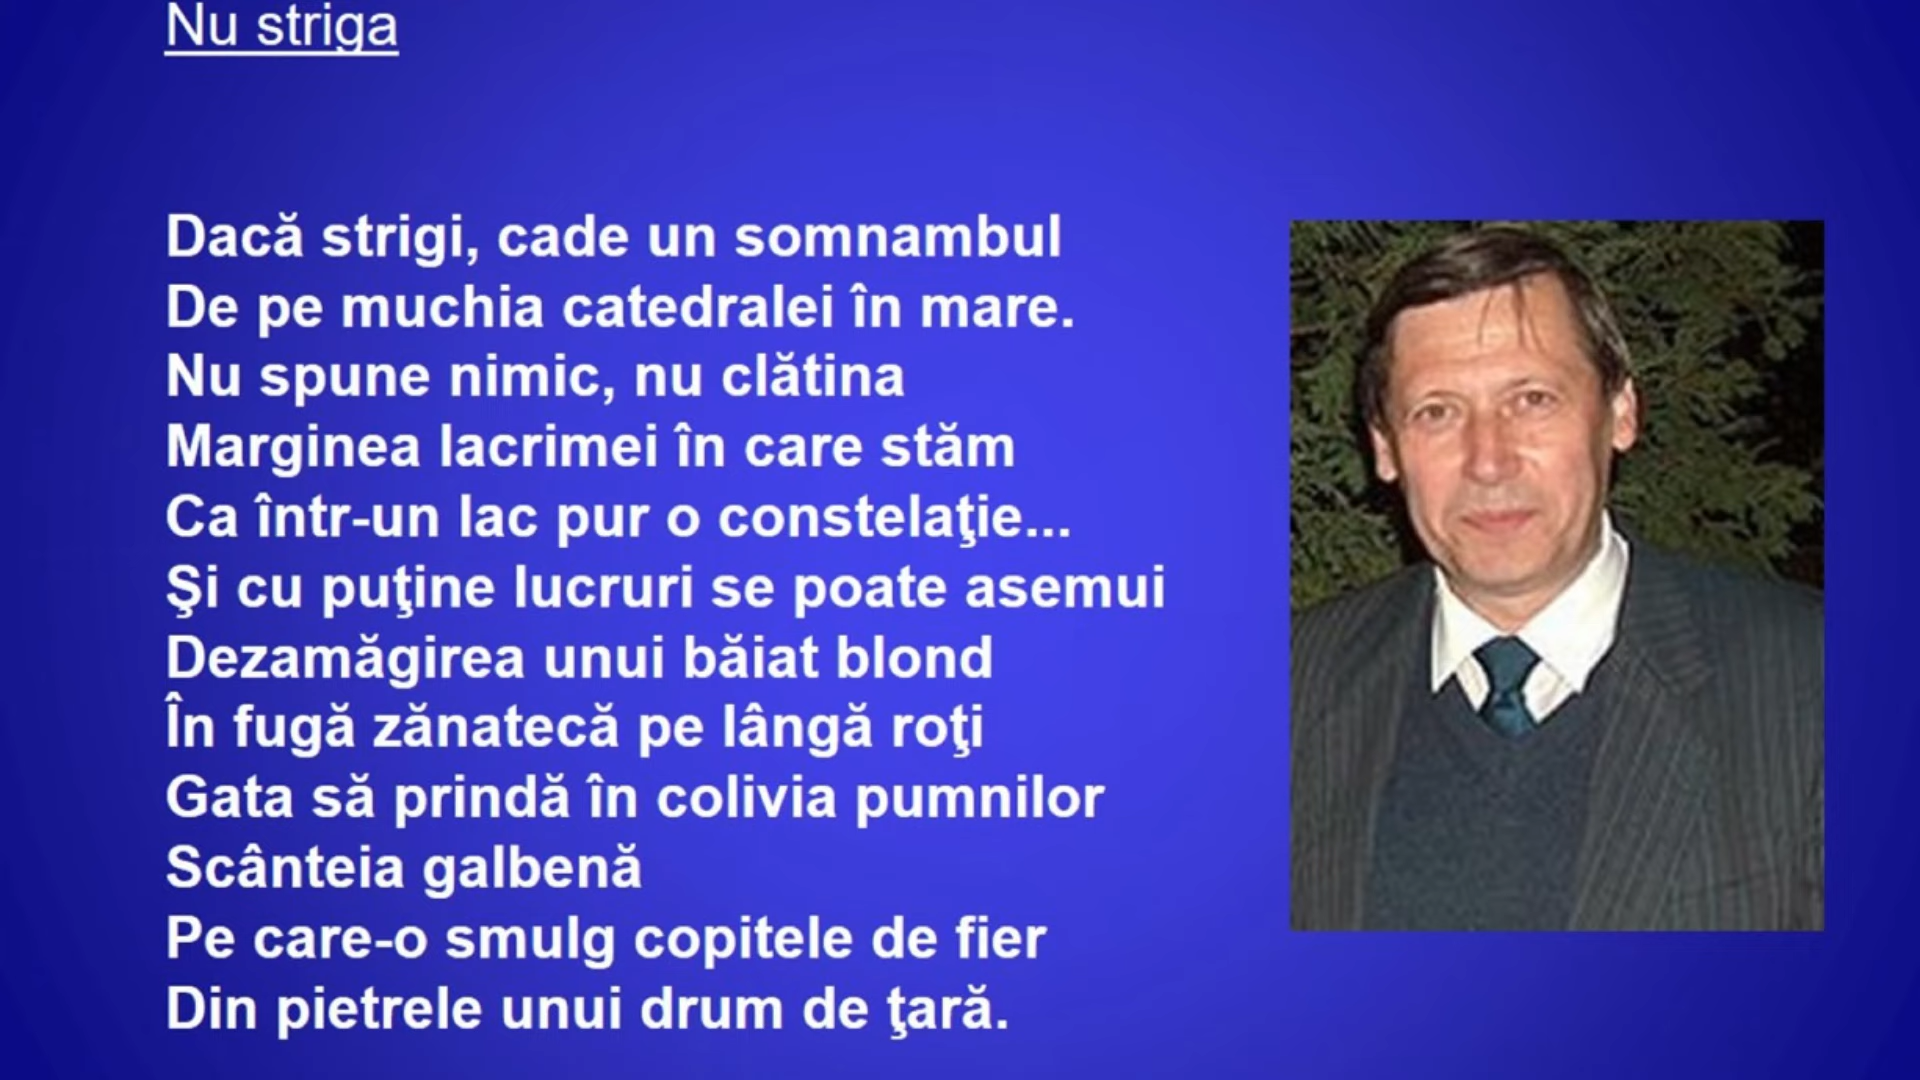 Nu striga
Dacă strigi, cade un somnambul
De pe muchia catedralei în mare.
Nu spune nimic, nu clătina
Marginea lacrimei în care stăm
Ca într-un lac pur o constelaţie...
Şi cu puţine lucruri se poate asemui
Dezamăgirea unui băiat blond
În fugă zănatecă pe lângă roţi
Gata să prindă în colivia pumnilor
Scânteia galbenă
Pe care-o smulg copitele de fier
Din pietrele unui drum de ţară.